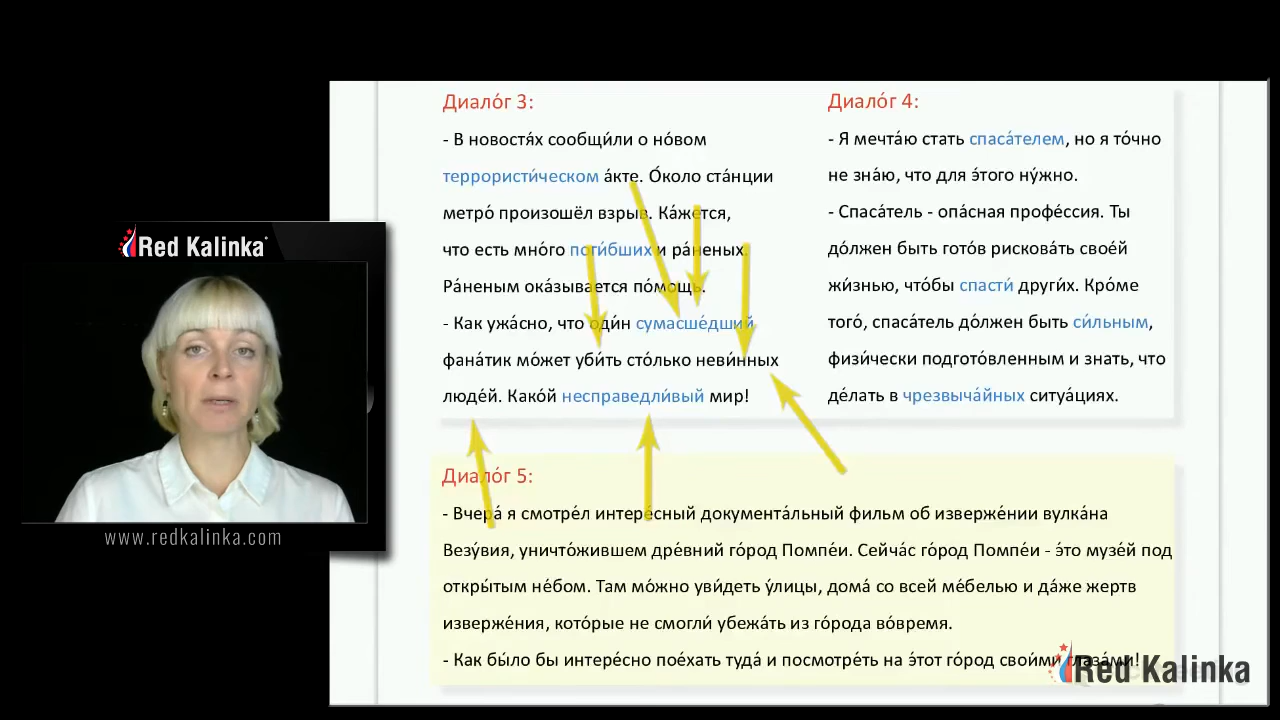 Red Kalinka
www.redkalinka.com
Диало́г 3:
- В новостя́х сообщи́ли о но́вом
террористи́ческом а́кте. О́коло ста́нции
метро́ произошёл взрыв. Ка́жется,
что есть мно́го поги́бших и ра́неных.
Ра́неным ока́зывается по́мощь.
- Как ужа́сно, что оди́н сумасше́дший
фана́тик мо́жет уби́ть сто́лько неви́нных
люде́й. Како́й несправедли́вый мир!
Диало́г 4:
- Я мечта́ю стать спаса́телем, но я то́чно
не зна́ю, что для э́того ну́жно.
- Спаса́тель - опа́сная профе́ссия. Ты
до́лжен быть гото́в рискова́ть свое́й
жи́знью, что́бы спасти́ други́х. Кро́ме
того́, спаса́тель до́лжен быть си́льным,
физи́чески подгото́вленным и знать, что
де́лать в чрезвыча́йных ситуа́циях.
Диало́г 5:
- Вчера́ я смотре́л интере́сный документа́льный фильм об изверже́нии вулка́на
Везу́вия, уничто́жившем дре́вний го́род Помпе́и. Сейча́с го́род Помпе́и - э́то музе́й под
откры́тым не́бом. Там мо́жно уви́деть у́лицы, дома́ со всей ме́белью и да́же жертв
изверже́ния, кото́рые не смогли́ убежа́ть из го́рода во́время.
- Как бы́ло бы интере́сно пое́хать туда́ и посмотре́ть на э́тот го́род свои́ми глаза́ми!
Red Kalinka